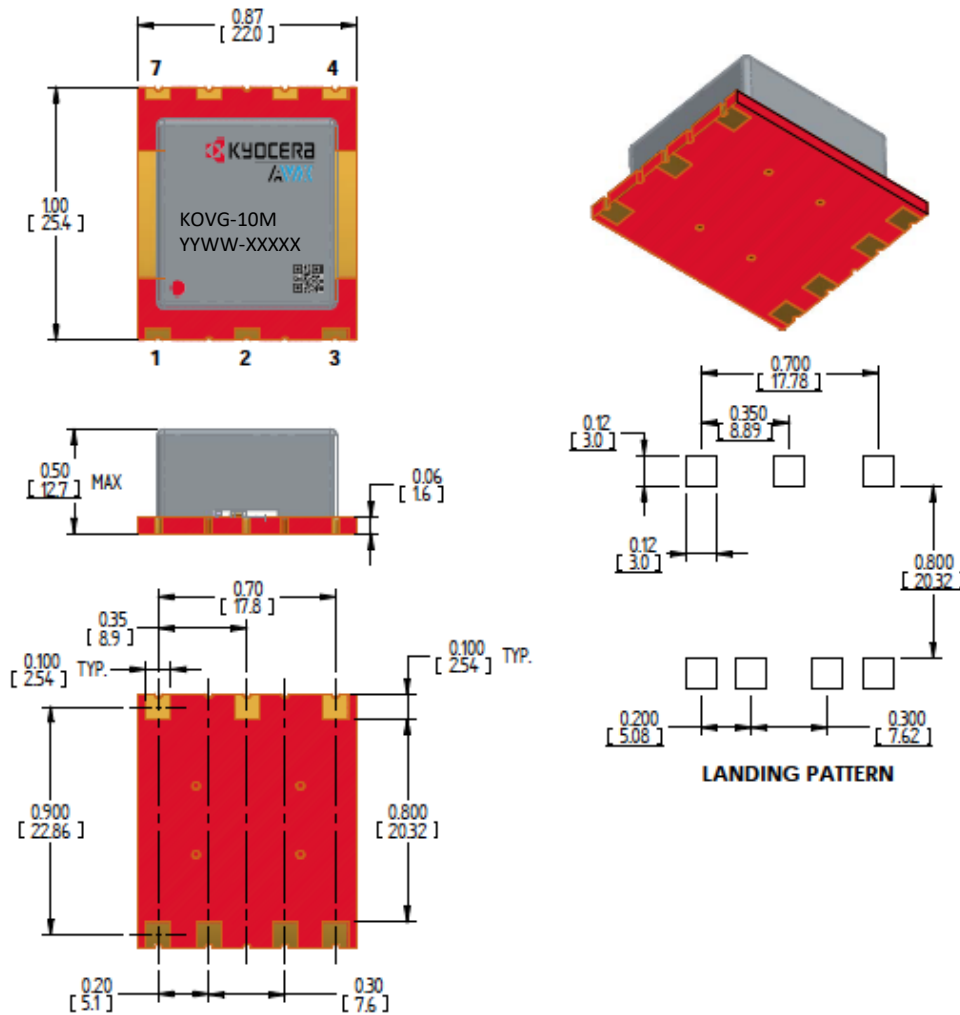 0.87
[ 22.0 ]
7
4
1.00
[ 25.4 ]
KYOCERA
AVX
KOVG-10M
YYWW-XXXXX
1
2
3
0.50
[ 12.7 ] MAX
0.06
[ 1.6 ]
0.70
[ 17.8 ]
0.35
[ 8.9 ]
0.100
[ 2.54 ] TYP.
0.100
[ 2.54 ] TYP.
0.900
[ 22.86 ]
0.800
[ 20.32 ]
0.20
[ 5.1 ]
0.30
[ 7.6 ]
0.700
[ 17.78 ]
0.350
[ 8.89 ]
0.12
[ 3.0 ]
0.12
[ 3.0 ]
0.800
[ 20.32 ]
0.200
[ 5.08 ]
0.300
[ 7.62 ]
LANDING PATTERN